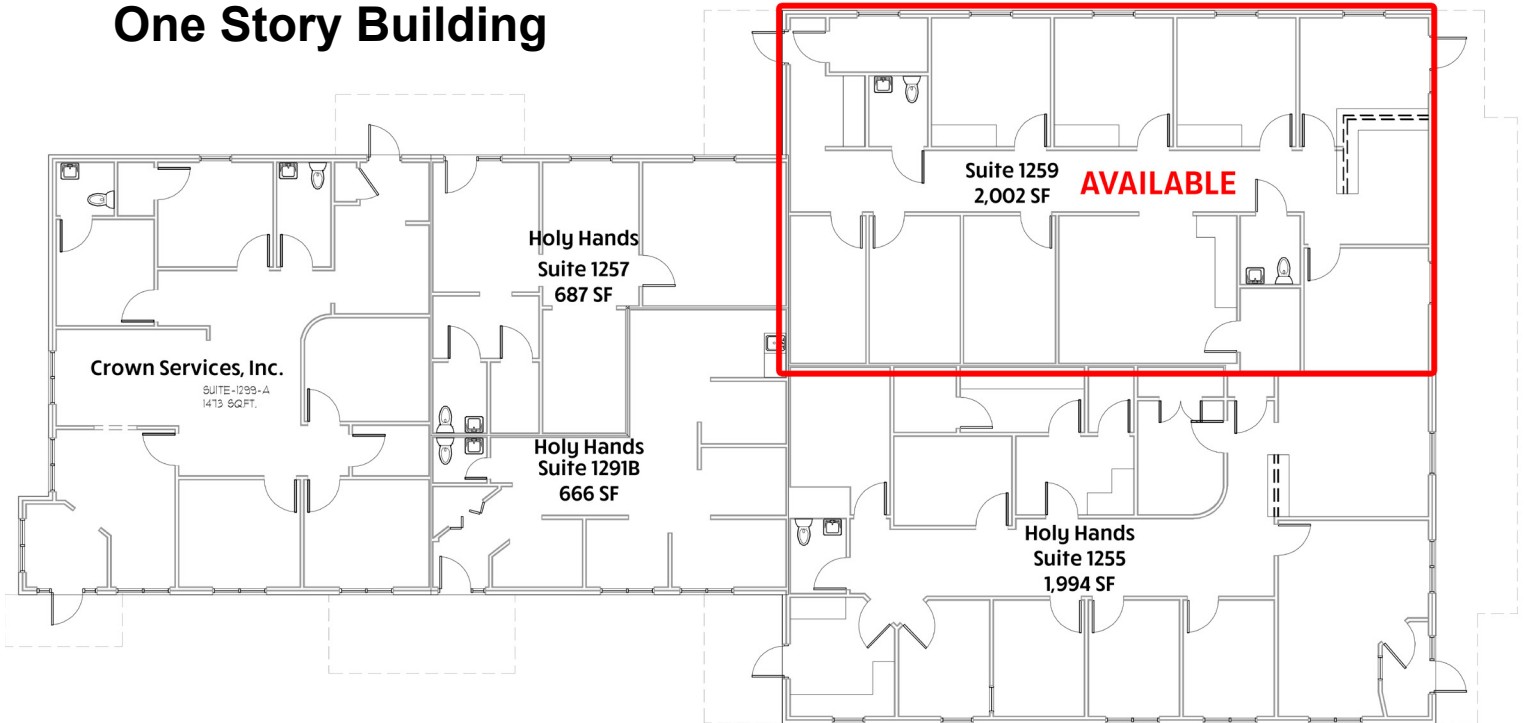 One Story Building
Suite 1259
2,002 SF
AVAILABLE
Holy Hands
Suite 1257
687 SF
Crown Services, Inc.
SUITE-1299-A
1473 SQ.FT.
Holy Hands
Suite 1291B
666 SF
Holy Hands
Suite 1255
1,994 SF